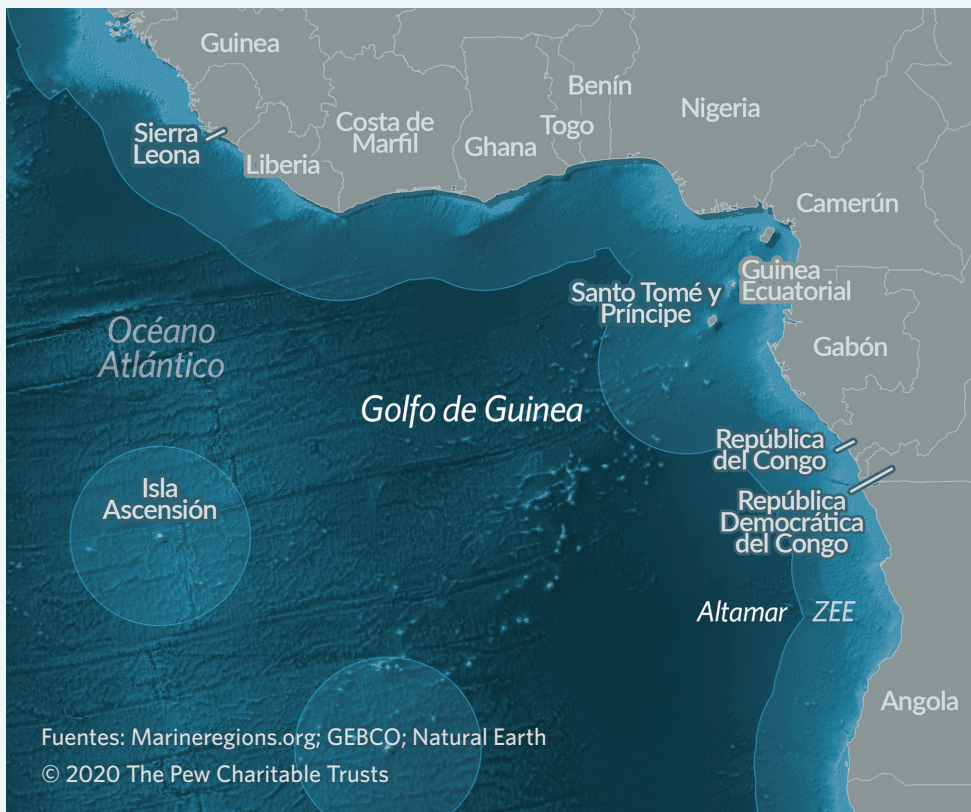 Guinea
Benín
Nigeria
Sierra
Leona
Costa de
Marfil
Togo
Ghana
Liberia
Camerún
Guinea
Ecuatorial
Santo Tomé y
Príncipe
Océano
Atlántico
Gabón
Golfo de Guinea
República
del Congo
Isla
Ascensión
República
Democrática
del Congo
Altamar
ZEE
Angola
Fuentes: Marineregions.org; GEBCO; Natural Earth
© 2020 The Pew Charitable Trusts